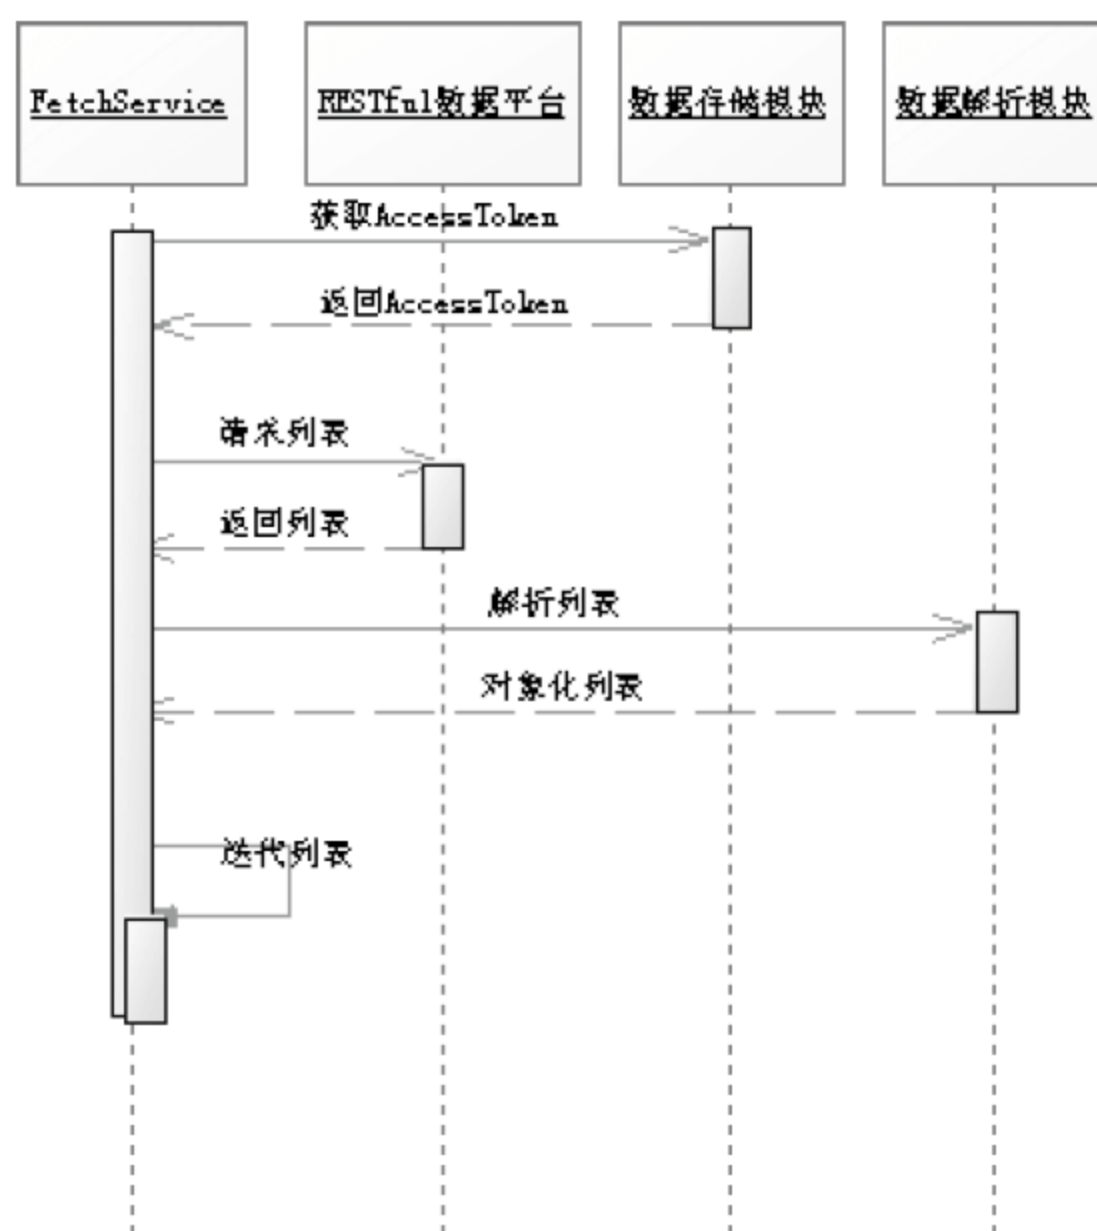 FetchService
RESTful数据平台
数据存储模块
数据解析模块
获取AccessToken
返回AccessToken
请求列表
返回列表
解析列表
对象化列表
迭代列表